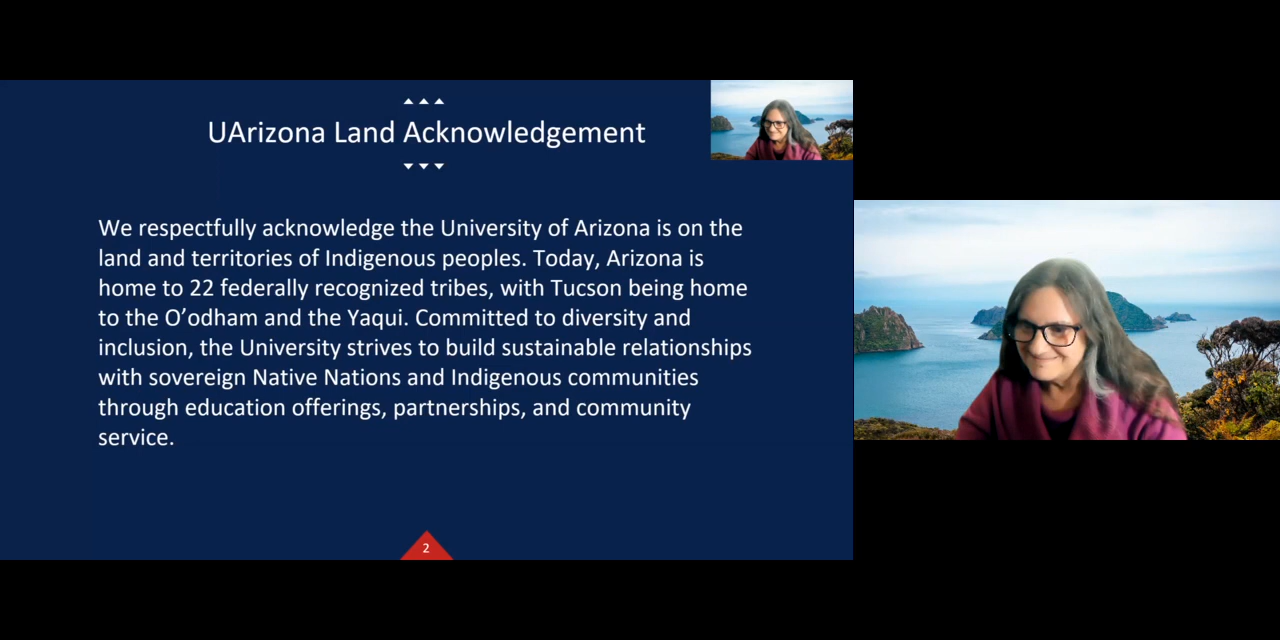 UArizona Land Acknowledgement
We respectfully acknowledge the University of Arizona is on the
land and territories of Indigenous peoples. Today, Arizona is
home to 22 federally recognized tribes, with Tucson being home
to the O’odham and the Yaqui. Committed to diversity and
inclusion, the University strives to build sustainable relationships
with sovereign Native Nations and Indigenous communities
through education offerings, partnerships, and community
service.
2